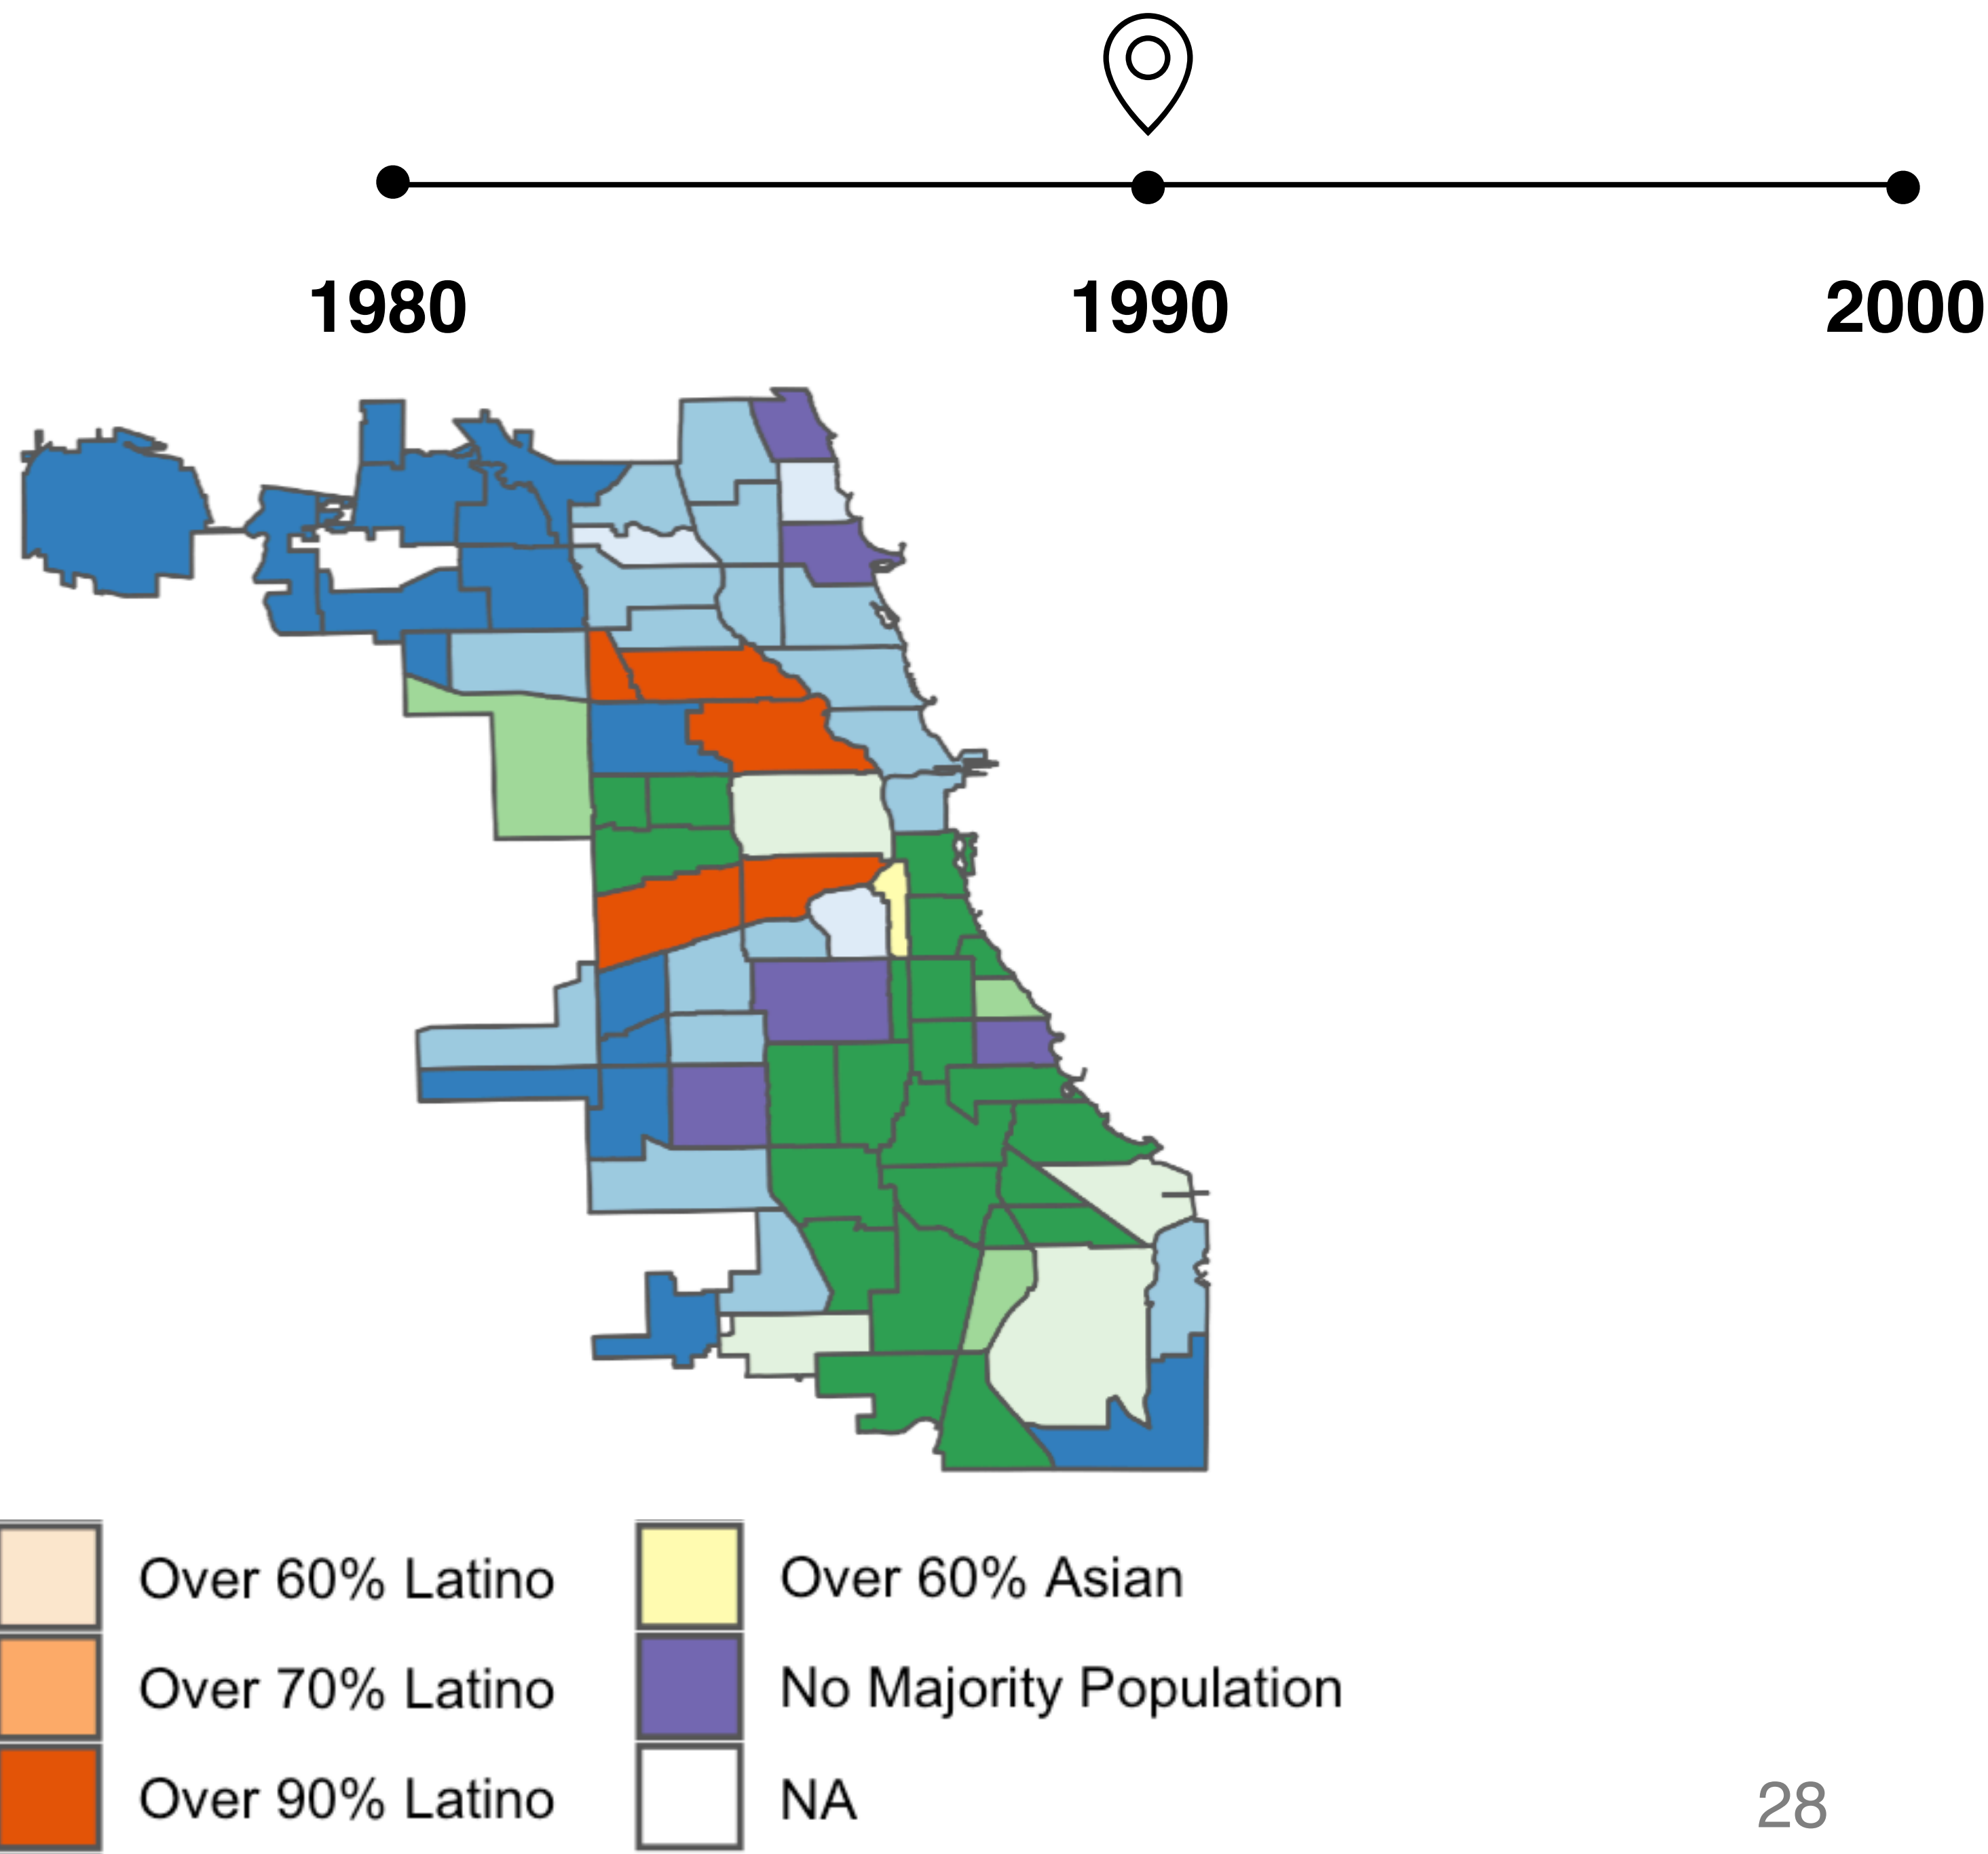 1980 1990 2000
Over 60% Latino
Over 70% Latino
Over 90% Latino
Over 60% Asian
No Majority Population
NA
28